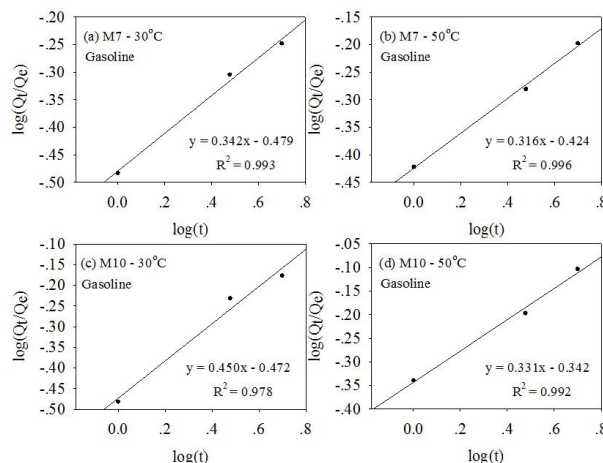 (a) M7 - 30°C
Gasoline
y = 0.342x - 0.479
R² = 0.993
log(Qt/Qe)
-.20
-.25
-.30
-.35
-.40
-.45
-.50
0.0 .2 .4 .6 .8
log(t)
(b) M7 - 50°C
Gasoline
y = 0.316x - 0.424
R² = 0.996
log(Qt/Qe)
-.15
-.20
-.25
-.30
-.35
-.40
-.45
0.0 .2 .4 .6 .8
log(t)
(c) M10 - 30°C
Gasoline
y = 0.450x - 0.472
R² = 0.978
log(Qt/Qe)
-.10
-.15
-.20
-.25
-.30
-.35
-.40
-.45
-.50
0.0 .2 .4 .6 .8
log(t)
(d) M10 - 50°C
Gasoline
y = 0.331x - 0.342
R² = 0.992
log(Qt/Qe)
-.05
-.10
-.15
-.20
-.25
-.30
-.35
-.40
0.0 .2 .4 .6 .8
log(t)